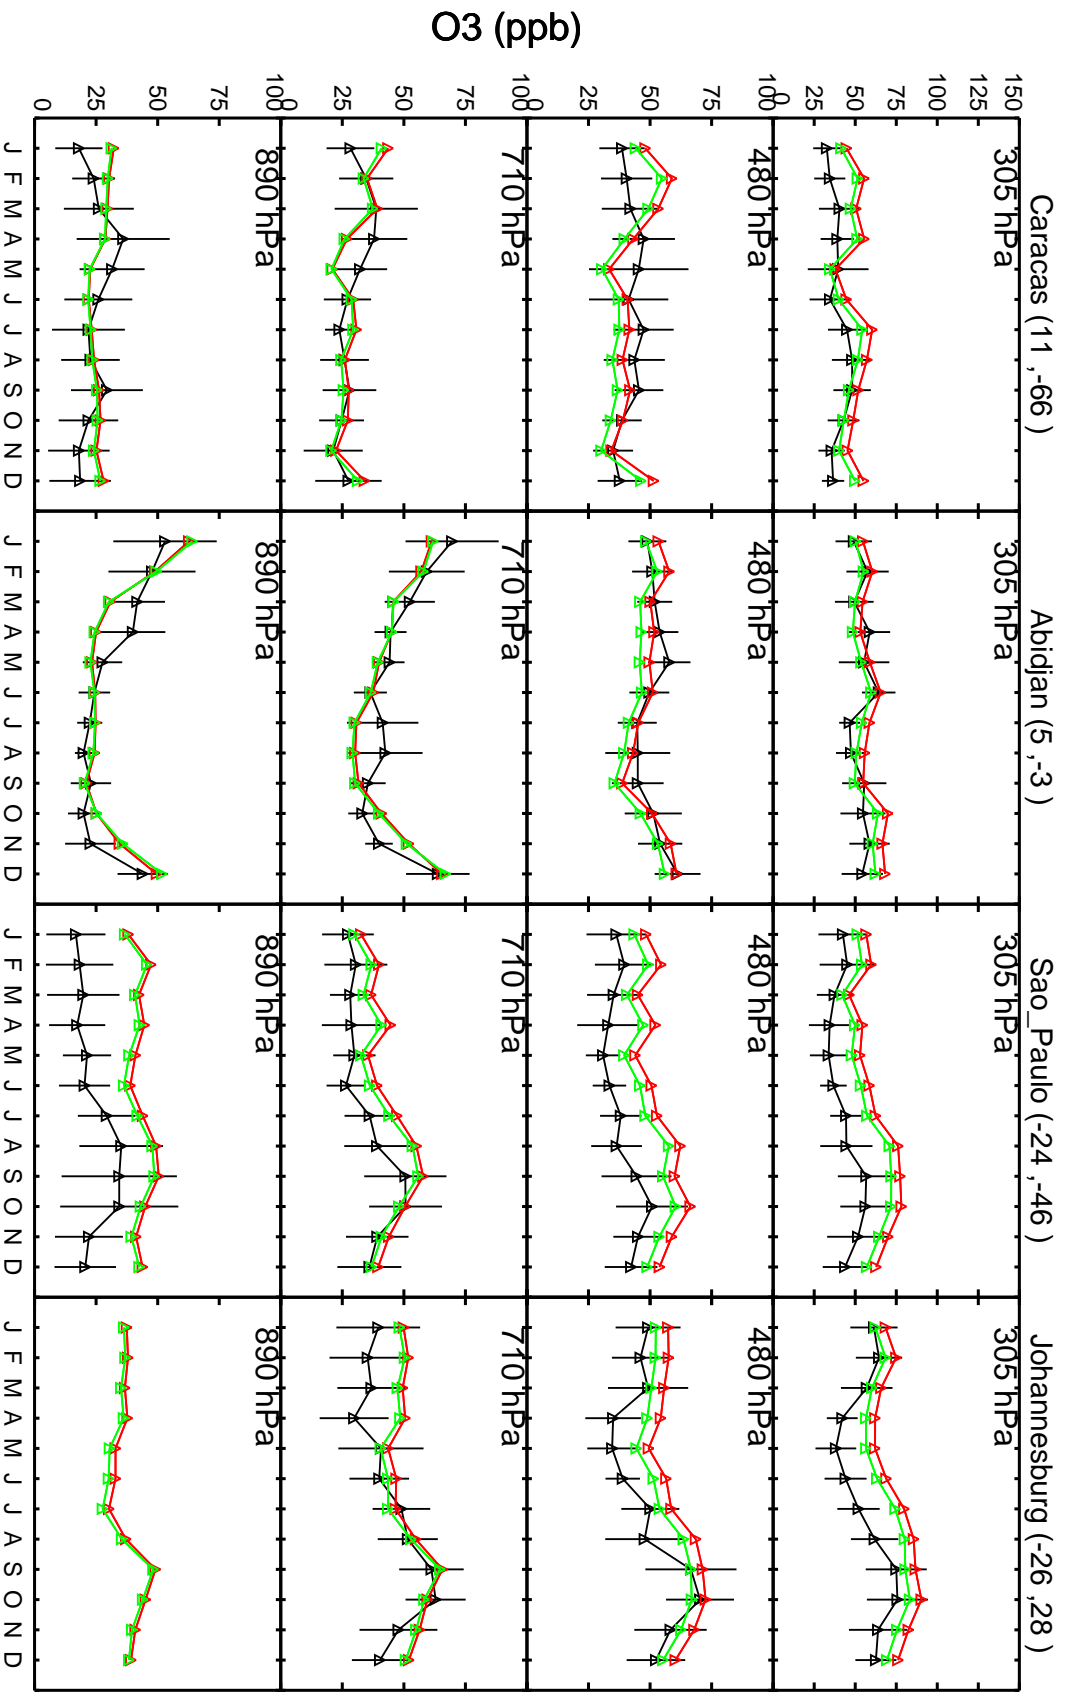 Caracas (11 ,-66 )
Abidjan (5 ,-3 )
Sao_Paulo (-24 ,-46 )
Johannesburg (-26 ,28 )
O3 (ppb)
150
125
100
75
50
25
0
305 hPa
305 hPa
305 hPa
305 hPa
100
75
50
25
0
480 hPa
480 hPa
480 hPa
480 hPa
100
75
50
25
0
710 hPa
710 hPa
710 hPa
710 hPa
100
75
50
25
0
890 hPa
890 hPa
890 hPa
890 hPa
J F M A M J J A S O N D
J F M A M J J A S O N D
J F M A M J J A S O N D
J F M A M J J A S O N D